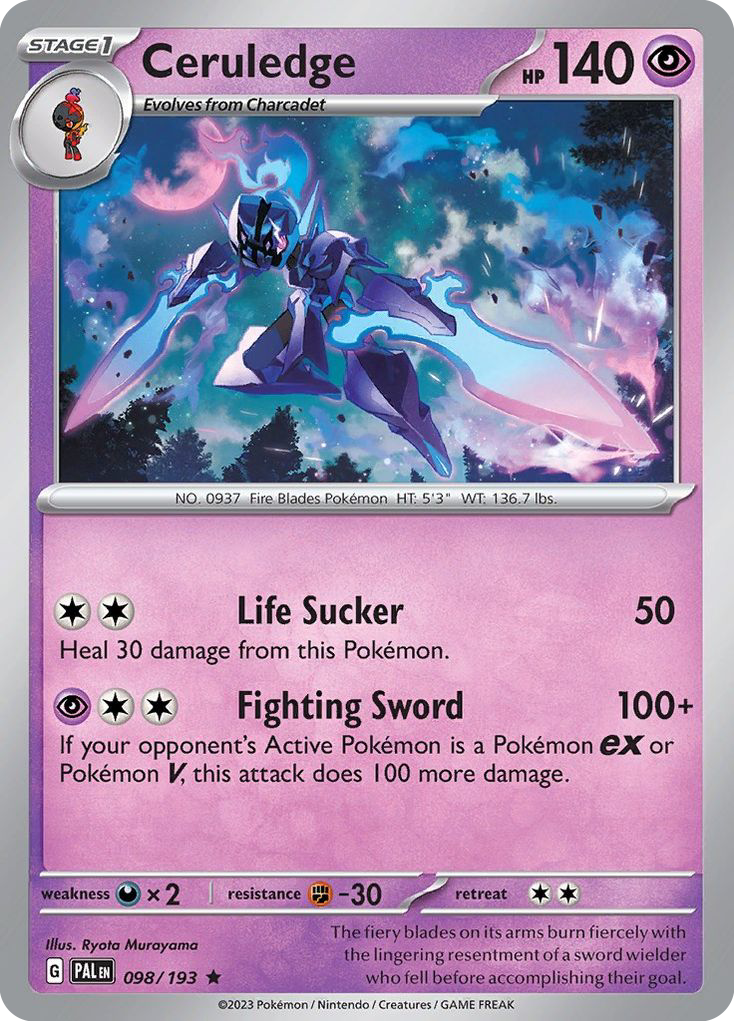 STAGE 1
Ceruledge
HP 140
Evolves from Charcadet
NO. 0937 Fire Blades Pokémon HT: 5'3" WT: 136.7 lbs.
Life Sucker 50
Heal 30 damage from this Pokémon.
Fighting Sword 100+
If your opponent's Active Pokémon is a Pokémon ex or
Pokémon V, this attack does 100 more damage.
weakness ×2 resistance -30 retreat
Illus. Ryota Murayama
G PAL EN 098/193 ★
The fiery blades on its arms burn fiercely with
the lingering resentment of a sword wielder
who fell before accomplishing their goal.
©2023 Pokémon / Nintendo / Creatures / GAME FREAK